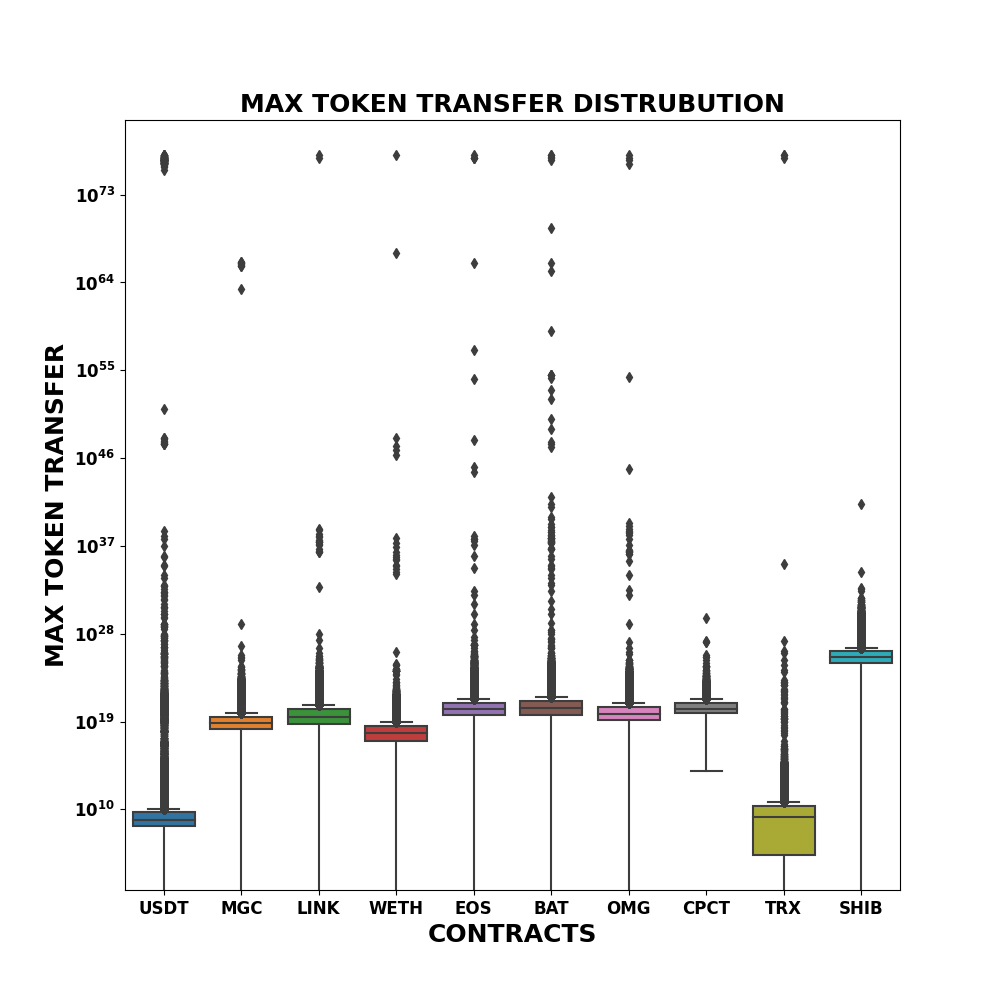 MAX TOKEN TRANSFER DISTRUBUTION
MAX TOKEN TRANSFER
10^73
10^64
10^55
10^46
10^37
10^28
10^19
10^10
USDT MGC LINK WETH EOS BAT OMG CPCT TRX SHIB
CONTRACTS